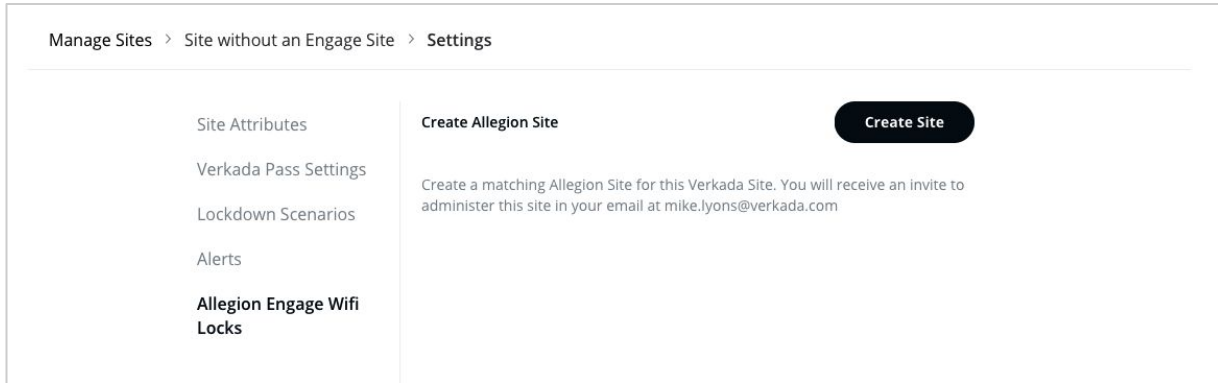 Manage Sites > Site without an Engage Site > Settings
Site Attributes
Verkada Pass Settings
Lockdown Scenarios
Alerts
Allegion Engage Wifi
Locks
Create Allegion Site
Create Site
Create a matching Allegion Site for this Verkada Site. You will receive an invite to
administer this site in your email at mike.lyons@verkada.com